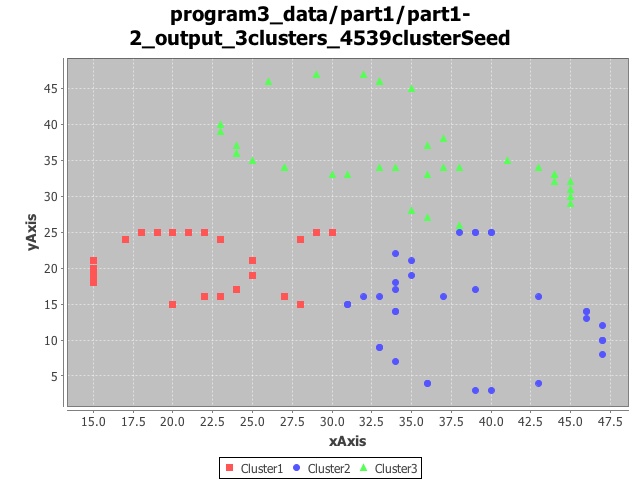 program3_data/part1/part1-
2_output_3clusters_4539clusterSeed
45
40
35
30
25
20
15
10
5
yAxis
15.0 17.5 20.0 22.5 25.0 27.5 30.0 32.5 35.0 37.5 40.0 42.5 45.0 47.5
xAxis
Cluster1 Cluster2 Cluster3